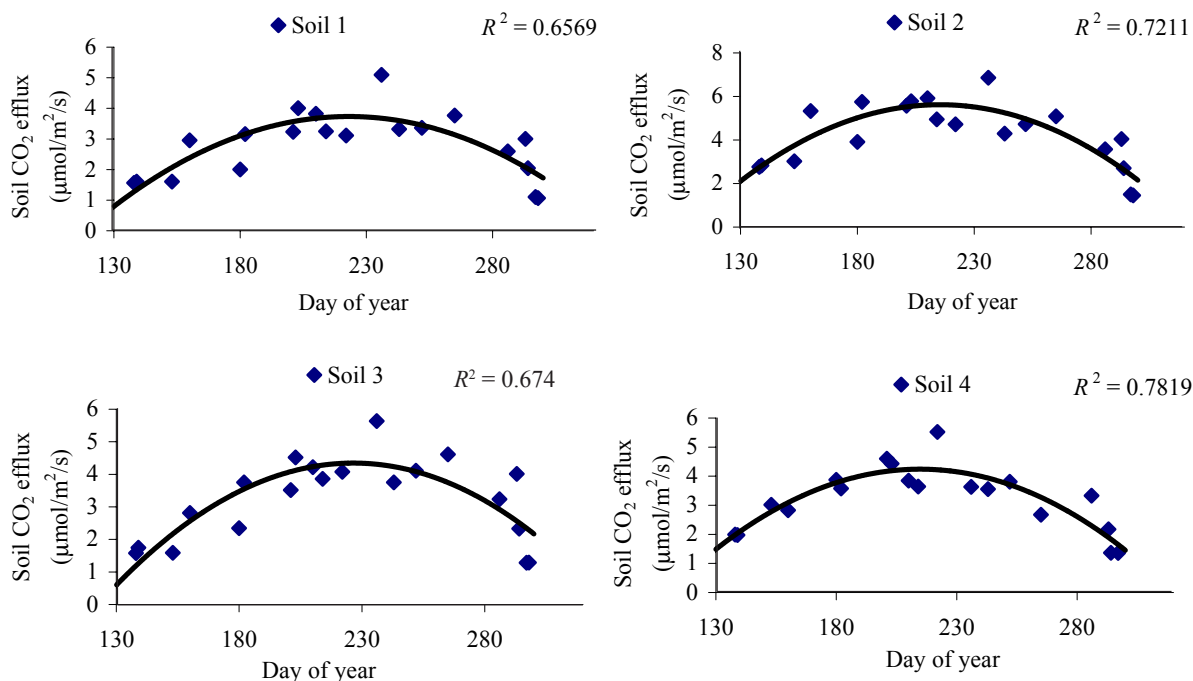 Soil 1
R² = 0.6569
Soil CO₂ efflux
(μmol/m²/s)
6
5
4
3
2
1
0
130 180 230 280
Day of year
Soil 2
R² = 0.7211
Soil CO₂ efflux
(μmol/m²/s)
8
6
4
2
0
130 180 230 280
Day of year
Soil 3
R² = 0.674
Soil CO₂ efflux
(μmol/m²/s)
6
5
4
3
2
1
0
130 180 230 280
Day of year
Soil 4
R² = 0.7819
Soil CO₂ efflux
(μmol/m²/s)
6
5
4
3
2
1
0
130 180 230 280
Day of year